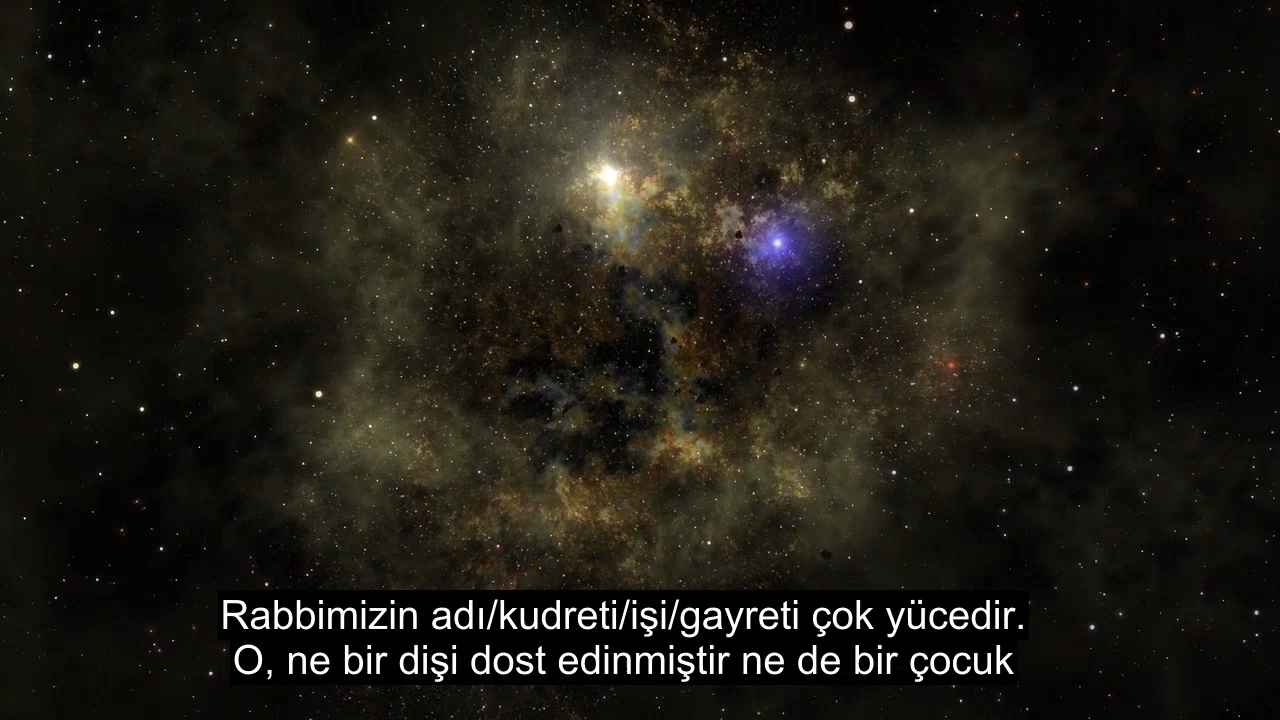 Rabbimizin adı/kudreti/işi/gayreti çok yücedir.
O, ne bir dişi dost edinmiştir ne de bir çocuk